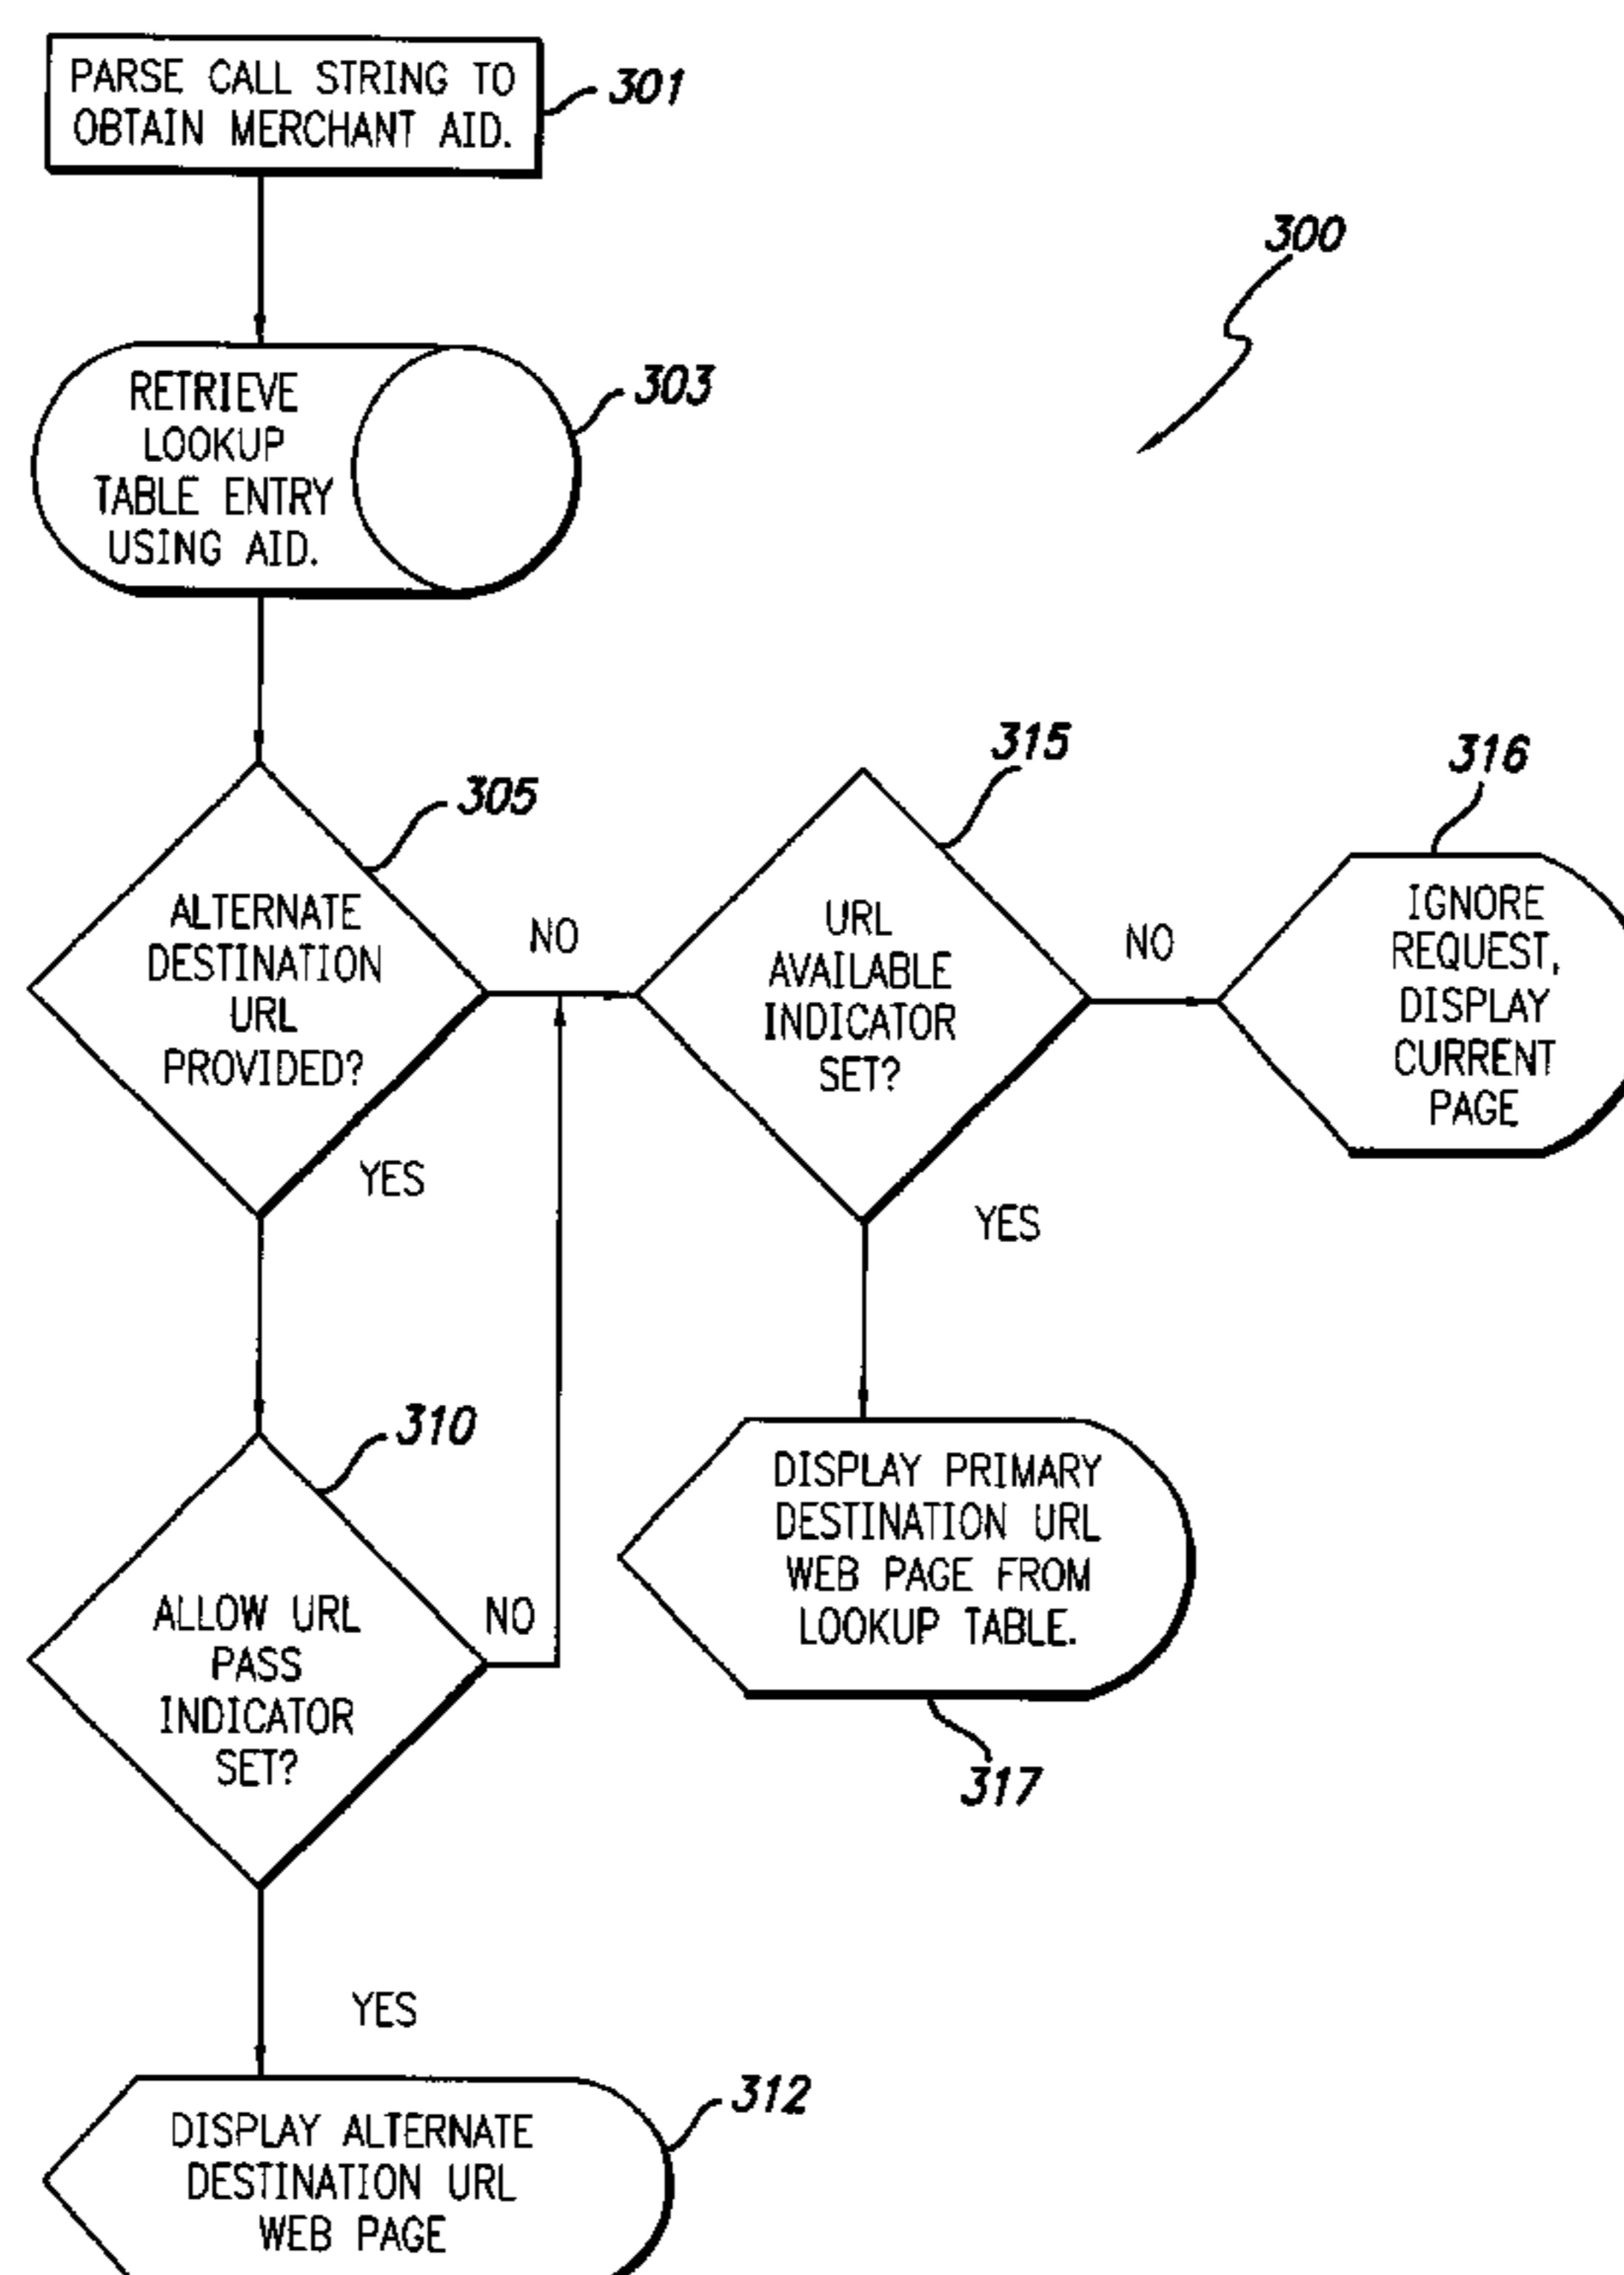 PARSE CALL STRING TO
OBTAIN MERCHANT AID.
301
300
RETRIEVE
LOOKUP
TABLE ENTRY
USING AID.
303
305
ALTERNATE
DESTINATION
URL
PROVIDED?
NO
YES
315
URL
AVAILABLE
INDICATOR
SET?
NO
YES
316
IGNORE
REQUEST,
DISPLAY
CURRENT
PAGE
310
ALLOW URL
PASS
INDICATOR
SET?
NO
YES
DISPLAY PRIMARY
DESTINATION URL
WEB PAGE FROM
LOOKUP TABLE.
317
312
DISPLAY ALTERNATE
DESTINATION URL
WEB PAGE